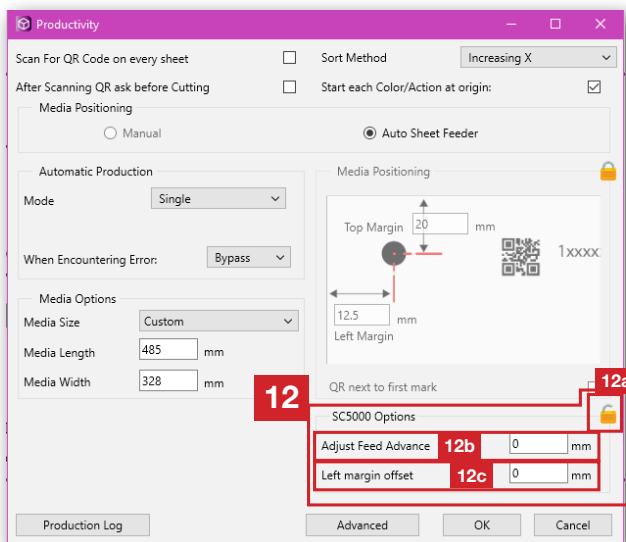 Productivity
Scan For QR Code on every sheet
Sort Method
Increasing X
After Scanning QR ask before Cutting
Start each Color/Action at origin:
Media Positioning
Manual
Auto Sheet Feeder
Automatic Production
Mode
Single
When Encountering Error:
Bypass
Media Positioning
Top Margin
20
mm
1xxxx
12.5
mm
Left Margin
QR next to first mark
Media Options
Media Size
Custom
Media Length
485
mm
Media Width
328
mm
12
12a
SC5000 Options
Adjust Feed Advance
12b
0
mm
Left margin offset
12c
0
mm
Production Log
Advanced
OK
Cancel